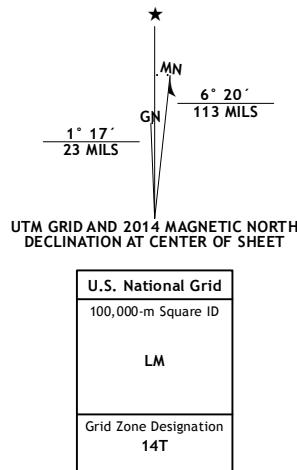 MN
GN
6° 20´
113 MILS
1° 17´
23 MILS
UTM GRID AND 2014 MAGNETIC NORTH
DECLINATION AT CENTER OF SHEET
U.S. National Grid
100,000-m Square ID
LM
Grid Zone Designation
14T